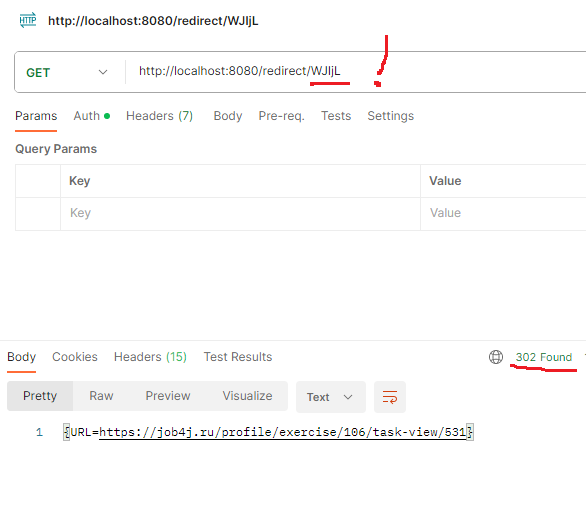 HTTP http://localhost:8080/redirect/WJIjL
GET http://localhost:8080/redirect/WJIjL
Params Auth Headers (7) Body Pre-req. Tests Settings
Query Params
Key Value
Key Value
Body Cookies Headers (15) Test Results 302 Found
Pretty Raw Preview Visualize Text
1 {URL=https://job4j.ru/profile/exercise/106/task-view/531}